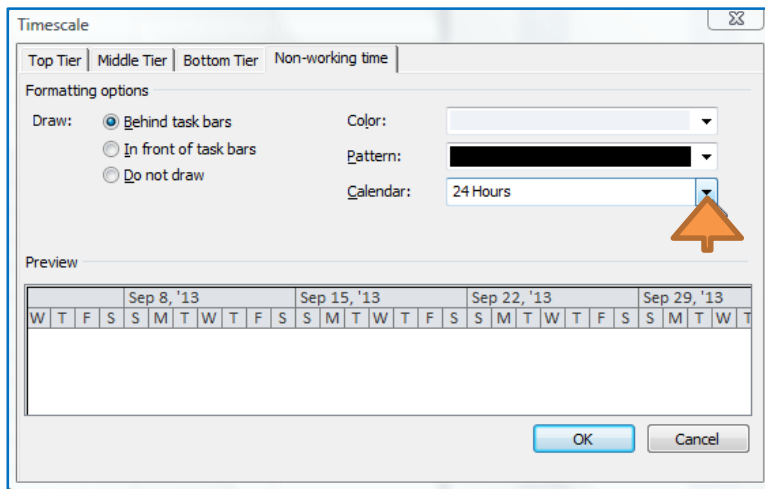 Timescale
Top Tier Middle Tier Bottom Tier Non-working time
Formatting options
Draw: Behind task bars Color:
In front of task bars Pattern:
Do not draw Calendar: 24 Hours
Preview
Sep 8, '13 Sep 15, '13 Sep 22, '13 Sep 29, '13
W T F S S M T W T F S S M T W T F S S M T W T F S S M T W T
OK Cancel